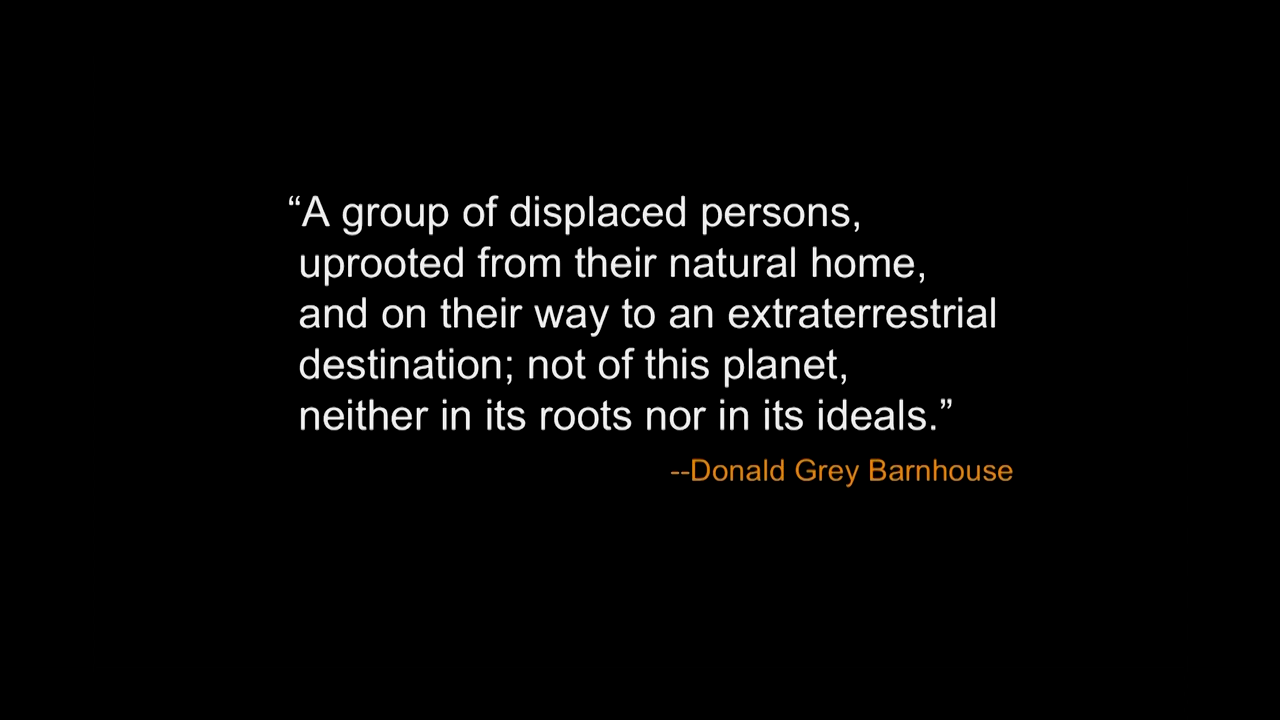 “A group of displaced persons,
uprooted from their natural home,
and on their way to an extraterrestrial
destination; not of this planet,
neither in its roots nor in its ideals.”
--Donald Grey Barnhouse